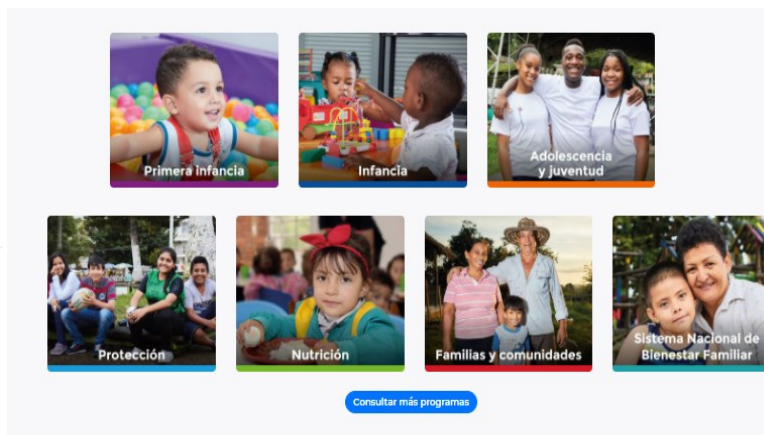 Primera infancia
Infancia
Adolescencia
y juventud
Protección
Nutrición
Familias y comunidades
Sistema Nacional de
Bienestar Familiar
Consultar más programas